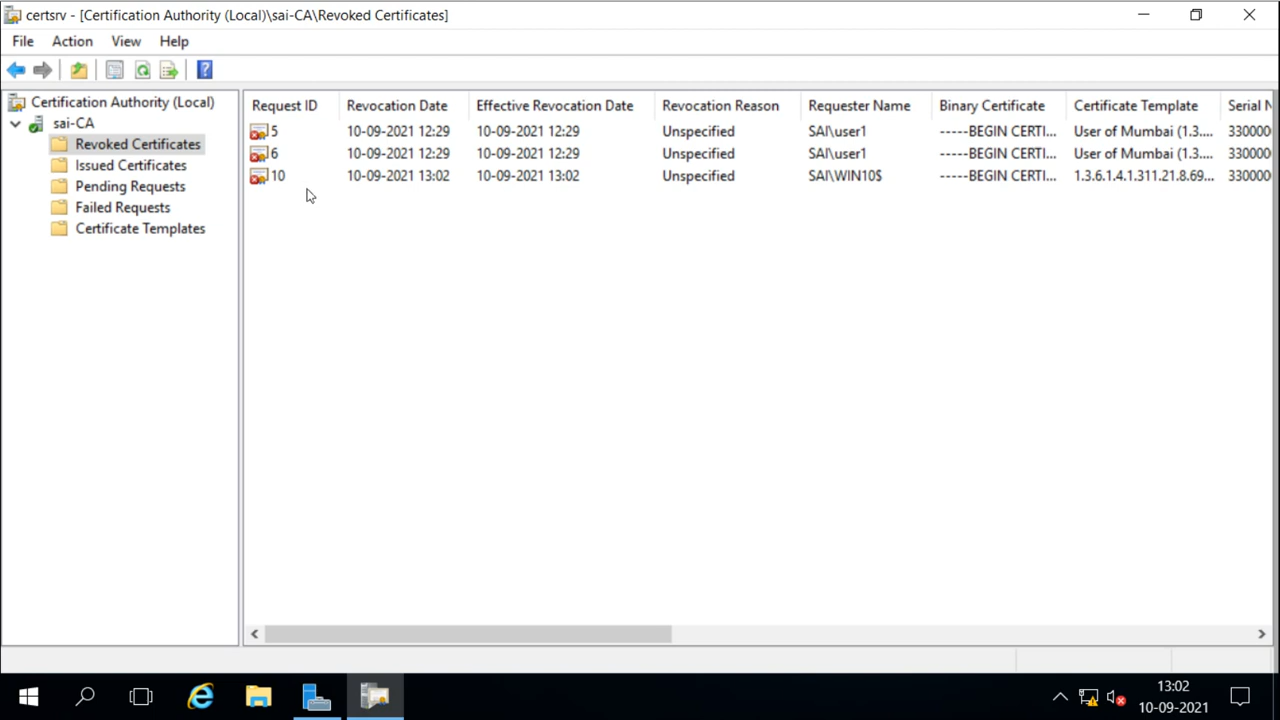 certsrv - [Certification Authority (Local)\sai-CA\Revoked Certificates]
File Action View Help
Certification Authority (Local)
sai-CA
Revoked Certificates
Issued Certificates
Pending Requests
Failed Requests
Certificate Templates
Request ID Revocation Date Effective Revocation Date Revocation Reason Requester Name Binary Certificate Certificate Template Serial N
5 10-09-2021 12:29 10-09-2021 12:29 Unspecified SAI\user1 -----BEGIN CERTI... User of Mumbai (1.3.... 330000
6 10-09-2021 12:29 10-09-2021 12:29 Unspecified SAI\user1 -----BEGIN CERTI... User of Mumbai (1.3.... 330000
10 10-09-2021 13:02 10-09-2021 13:02 Unspecified SAI\WIN10$ -----BEGIN CERTI... 1.3.6.1.4.1.311.21.8.69... 330000
13:02
10-09-2021